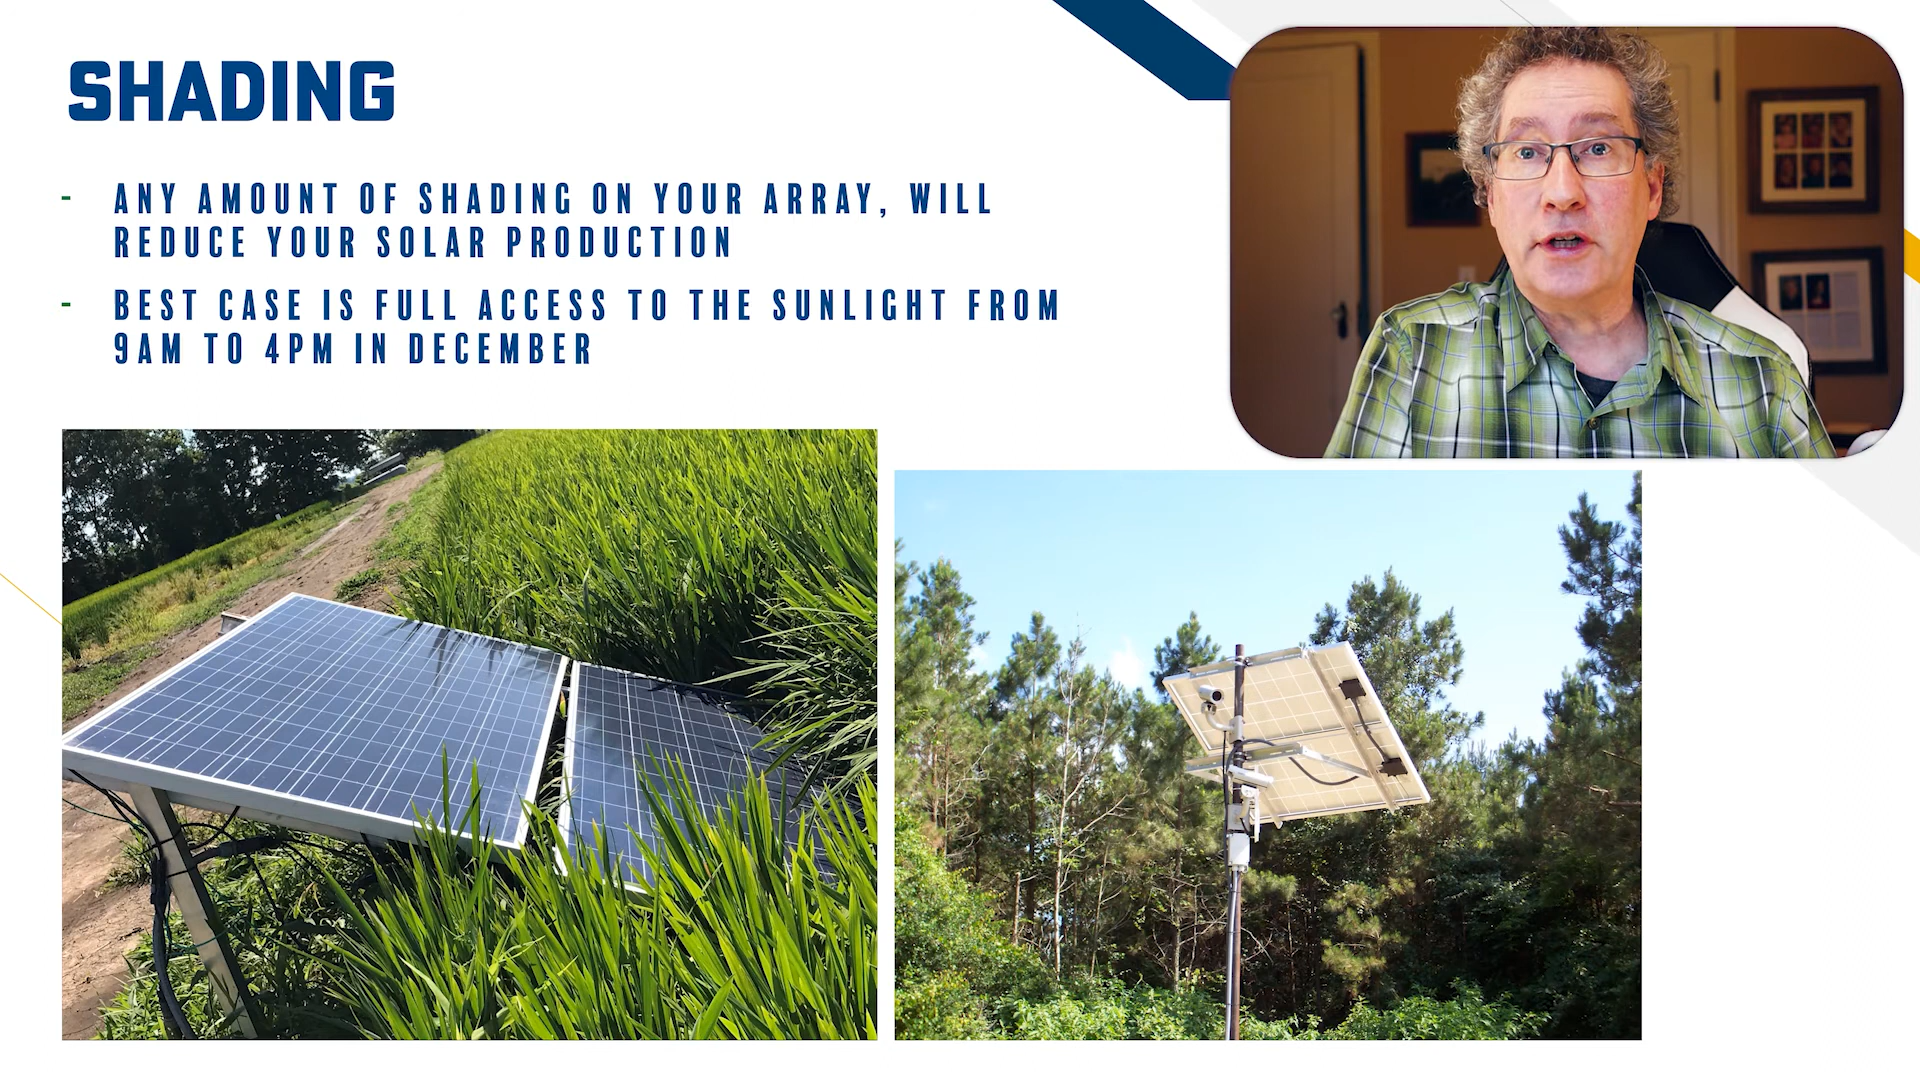 SHADING
- ANY AMOUNT OF SHADING ON YOUR ARRAY, WILL
REDUCE YOUR SOLAR PRODUCTION
- BEST CASE IS FULL ACCESS TO THE SUNLIGHT FROM
9AM TO 4PM IN DECEMBER